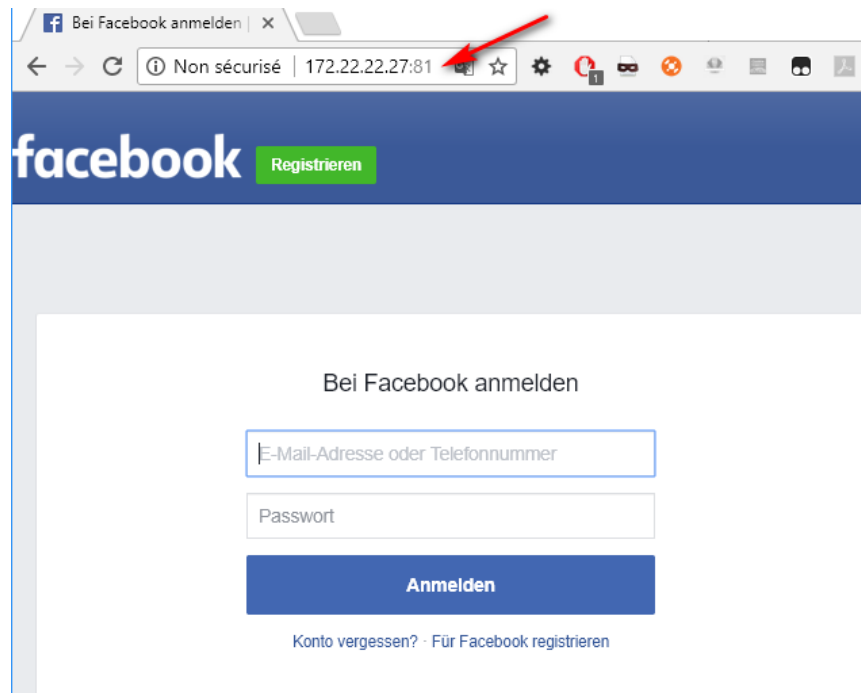 Bei Facebook anmelden |
Non sécurisé | 172.22.22.27:81
1
facebook Registrieren
Bei Facebook anmelden
E-Mail-Adresse oder Telefonnummer
Passwort
Anmelden
Konto vergessen? · Für Facebook registrieren